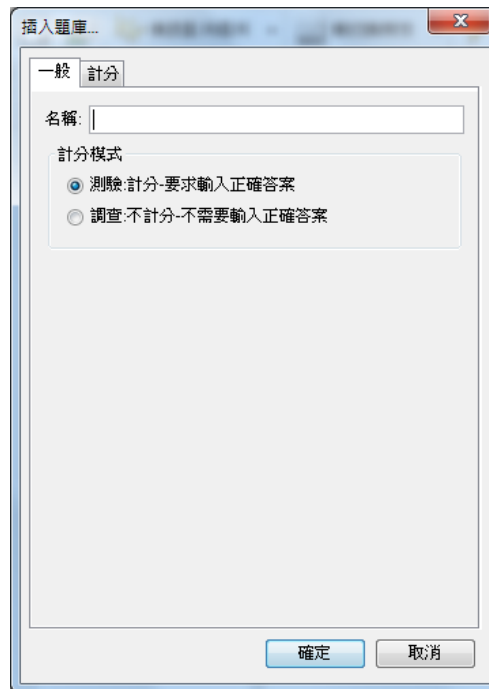 插入題庫...
一般 計分
名稱:
計分模式
測驗:計分-要求輸入正確答案
調查:不計分-不需要輸入正確答案
確定 取消